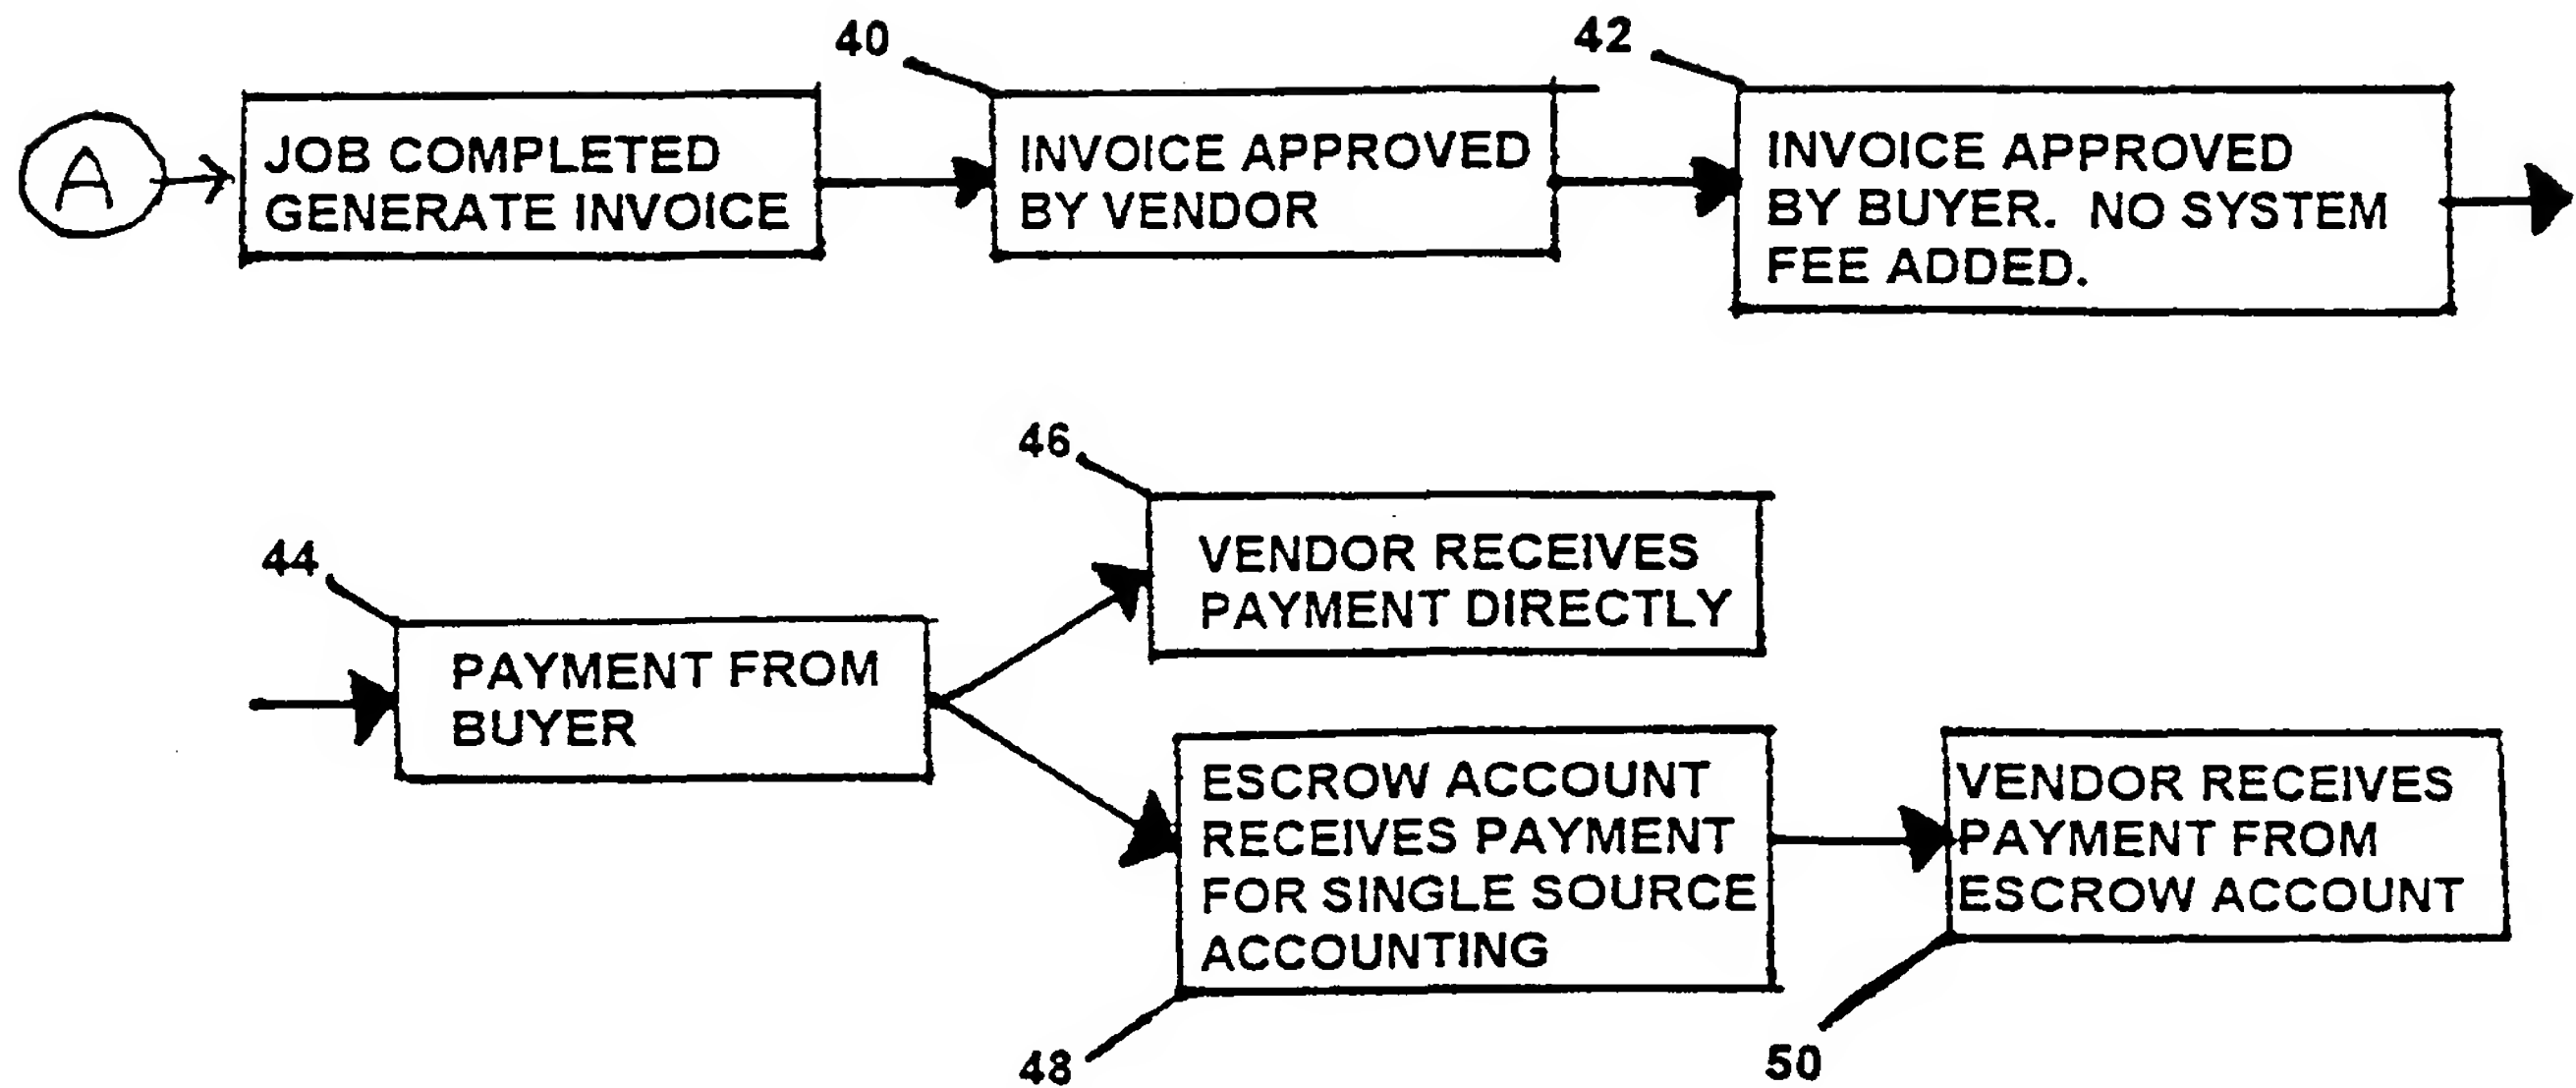 40
42
A
JOB COMPLETED
GENERATE INVOICE
INVOICE APPROVED
BY VENDOR
INVOICE APPROVED
BY BUYER. NO SYSTEM
FEE ADDED.
44
PAYMENT FROM
BUYER
46
VENDOR RECEIVES
PAYMENT DIRECTLY
ESCROW ACCOUNT
RECEIVES PAYMENT
FOR SINGLE SOURCE
ACCOUNTING
48
VENDOR RECEIVES
PAYMENT FROM
ESCROW ACCOUNT
50